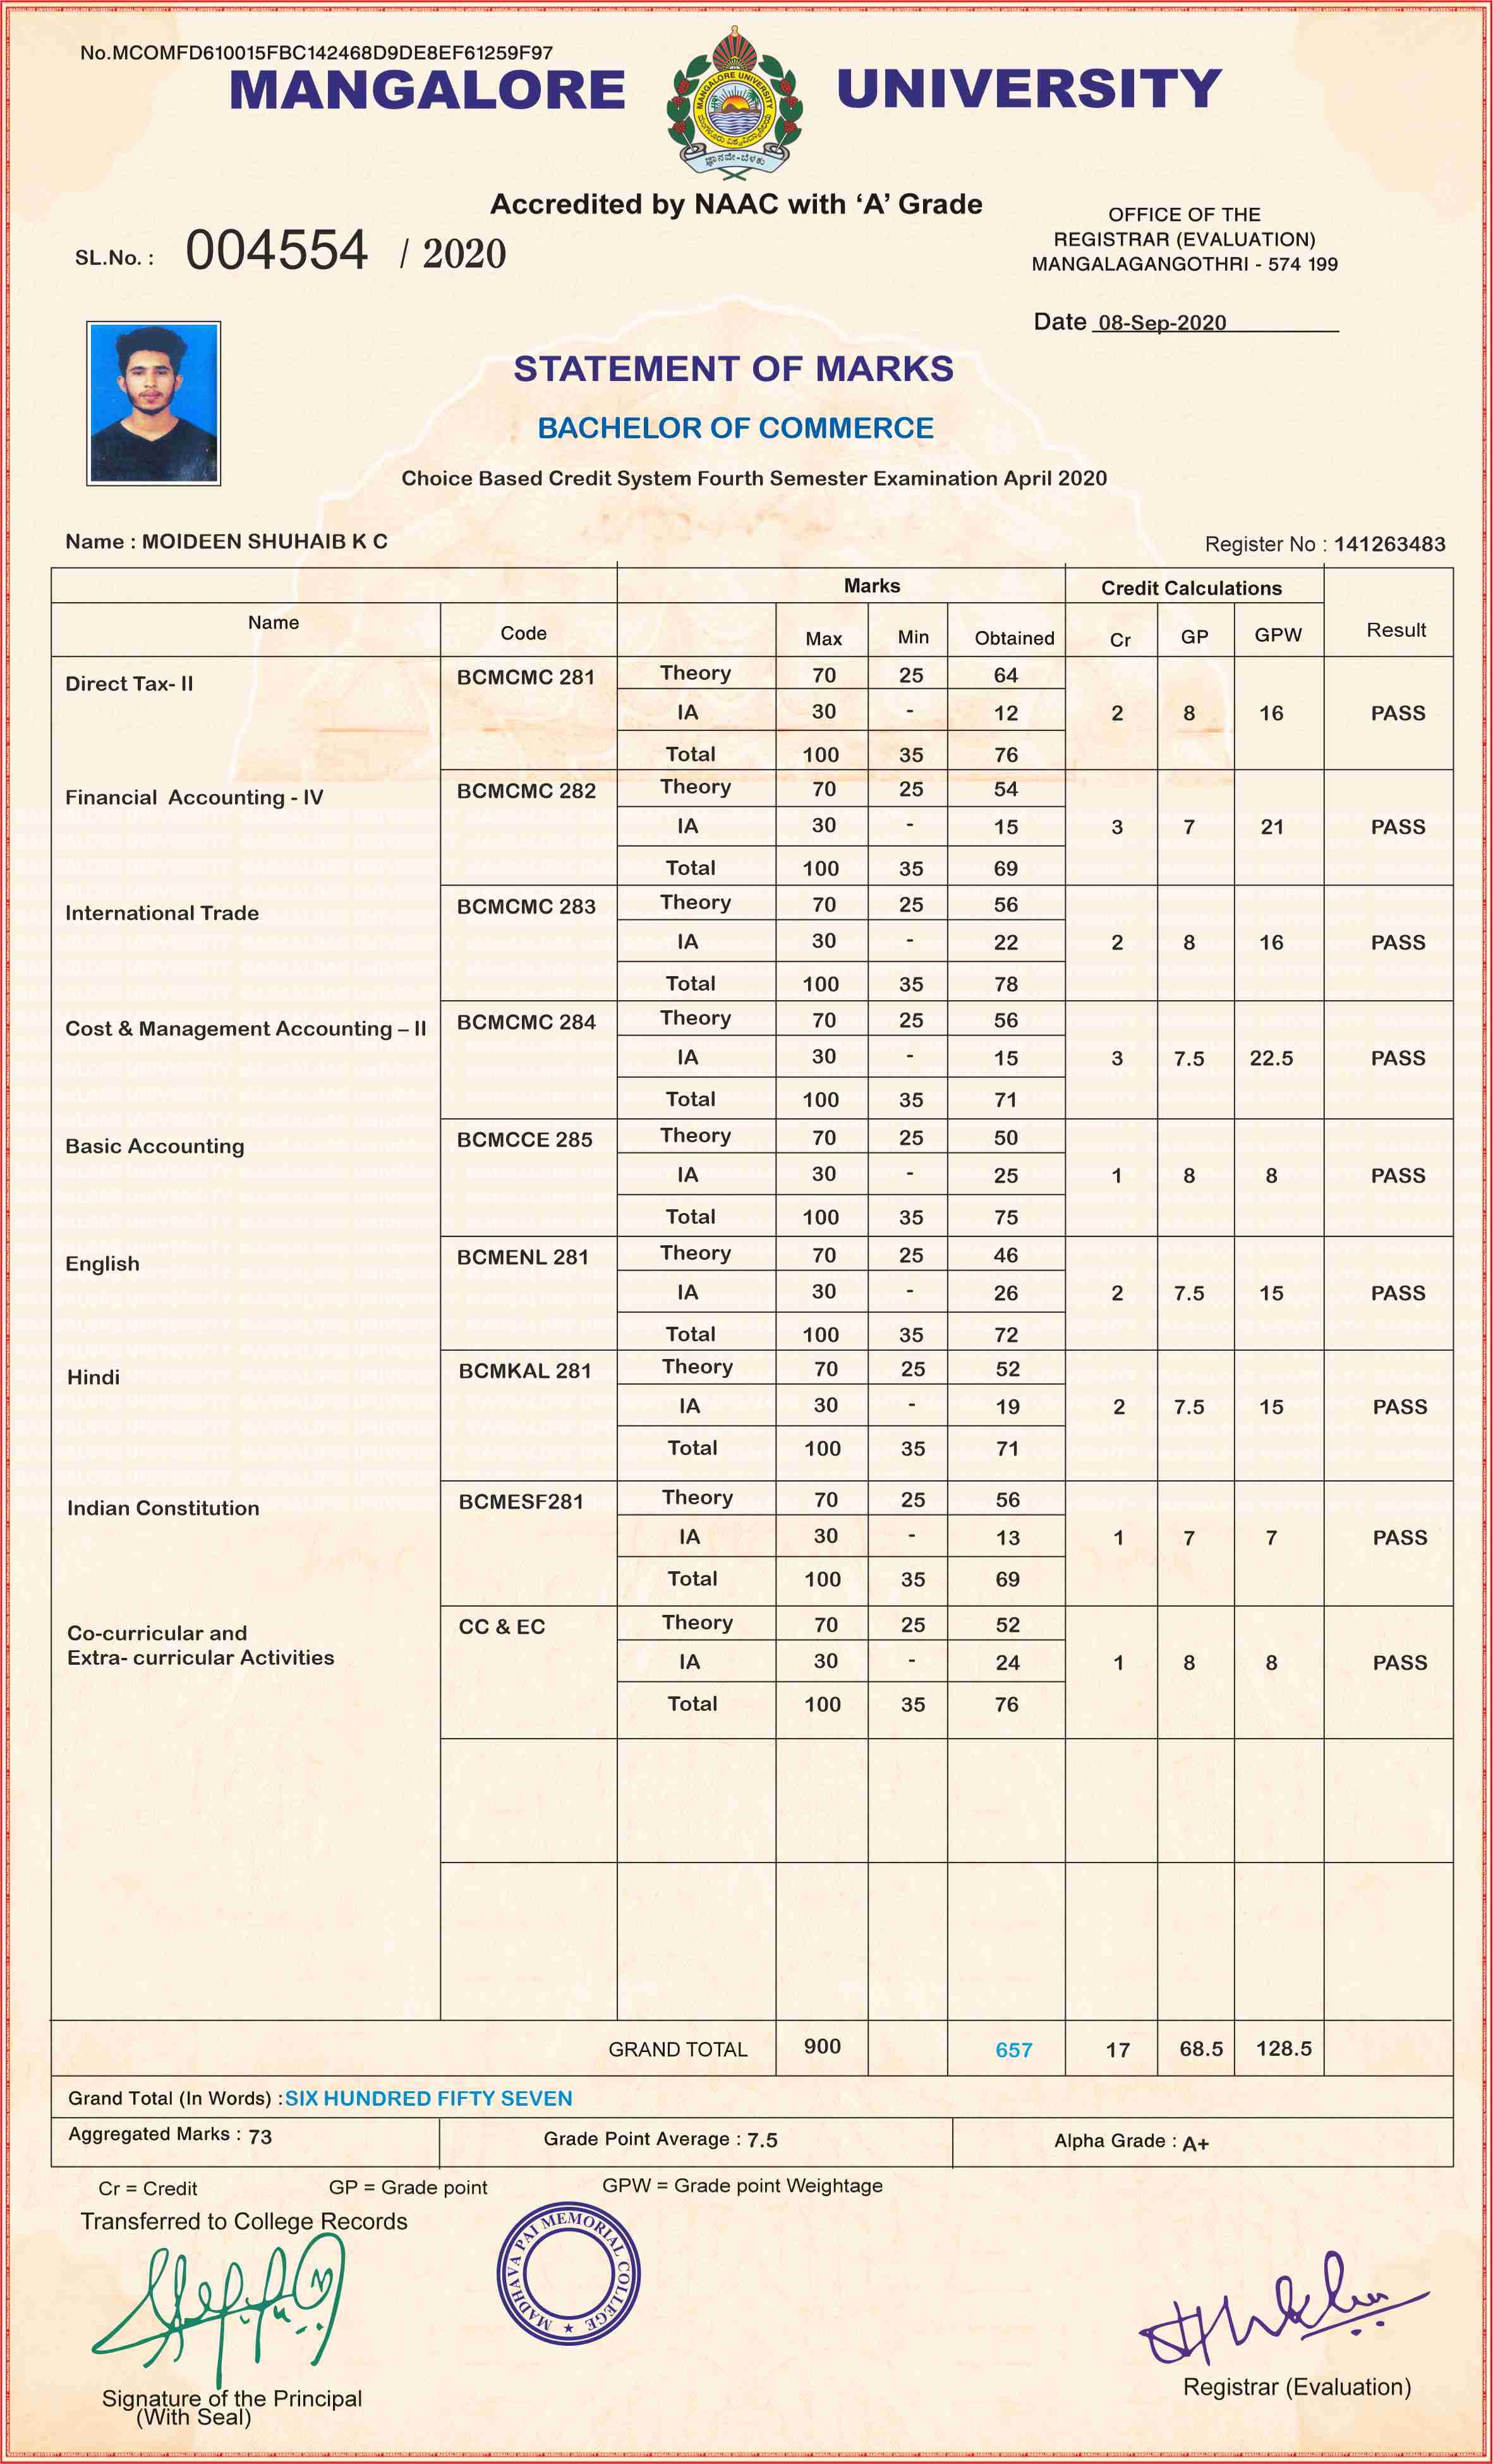 No.MCOMFD610015FBC142468D9DE8EF61259F97
MANGALORE UNIVERSITY
MANGALORE UNIVERSITY
ಮಂಗಳೂರು ವಿಶ್ವವಿದ್ಯಾನಿಲಯ
ಜ್ಞಾನವೇ-ಬೆಳಕು
Accredited by NAAC with ‘A’ Grade
OFFICE OF THE
REGISTRAR (EVALUATION)
MANGALAGANGOTHRI - 574 199
SL.No. : 004554 / 2020
Date 08-Sep-2020
STATEMENT OF MARKS
BACHELOR OF COMMERCE
Choice Based Credit System Fourth Semester Examination April 2020
Name : MOIDEEN SHUHAIB K C
Register No : 141263483
Marks Credit Calculations
Name Code Max Min Obtained Cr GP GPW Result
Direct Tax- II BCMCMC 281 Theory 70 25 64
IA 30 - 12 2 8 16 PASS
Total 100 35 76
Financial Accounting - IV BCMCMC 282 Theory 70 25 54
IA 30 - 15 3 7 21 PASS
Total 100 35 69
International Trade BCMCMC 283 Theory 70 25 56
IA 30 - 22 2 8 16 PASS
Total 100 35 78
Cost & Management Accounting – II BCMCMC 284 Theory 70 25 56
IA 30 - 15 3 7.5 22.5 PASS
Total 100 35 71
Basic Accounting BCMCCE 285 Theory 70 25 50
IA 30 - 25 1 8 8 PASS
Total 100 35 75
English BCMENL 281 Theory 70 25 46
IA 30 - 26 2 7.5 15 PASS
Total 100 35 72
Hindi BCMKAL 281 Theory 70 25 52
IA 30 - 19 2 7.5 15 PASS
Total 100 35 71
Indian Constitution BCMESF281 Theory 70 25 56
IA 30 - 13 1 7 7 PASS
Total 100 35 69
Co-curricular and CC & EC Theory 70 25 52
Extra- curricular Activities IA 30 - 24 1 8 8 PASS
Total 100 35 76
GRAND TOTAL 900 657 17 68.5 128.5
Grand Total (In Words) : SIX HUNDRED FIFTY SEVEN
Aggregated Marks : 73 Grade Point Average : 7.5 Alpha Grade : A+
Cr = Credit GP = Grade point GPW = Grade point Weightage
Transferred to College Records
MADHAVA PAI MEMORIAL COLLEGE
Signature of the Principal
(With Seal)
Registrar (Evaluation)